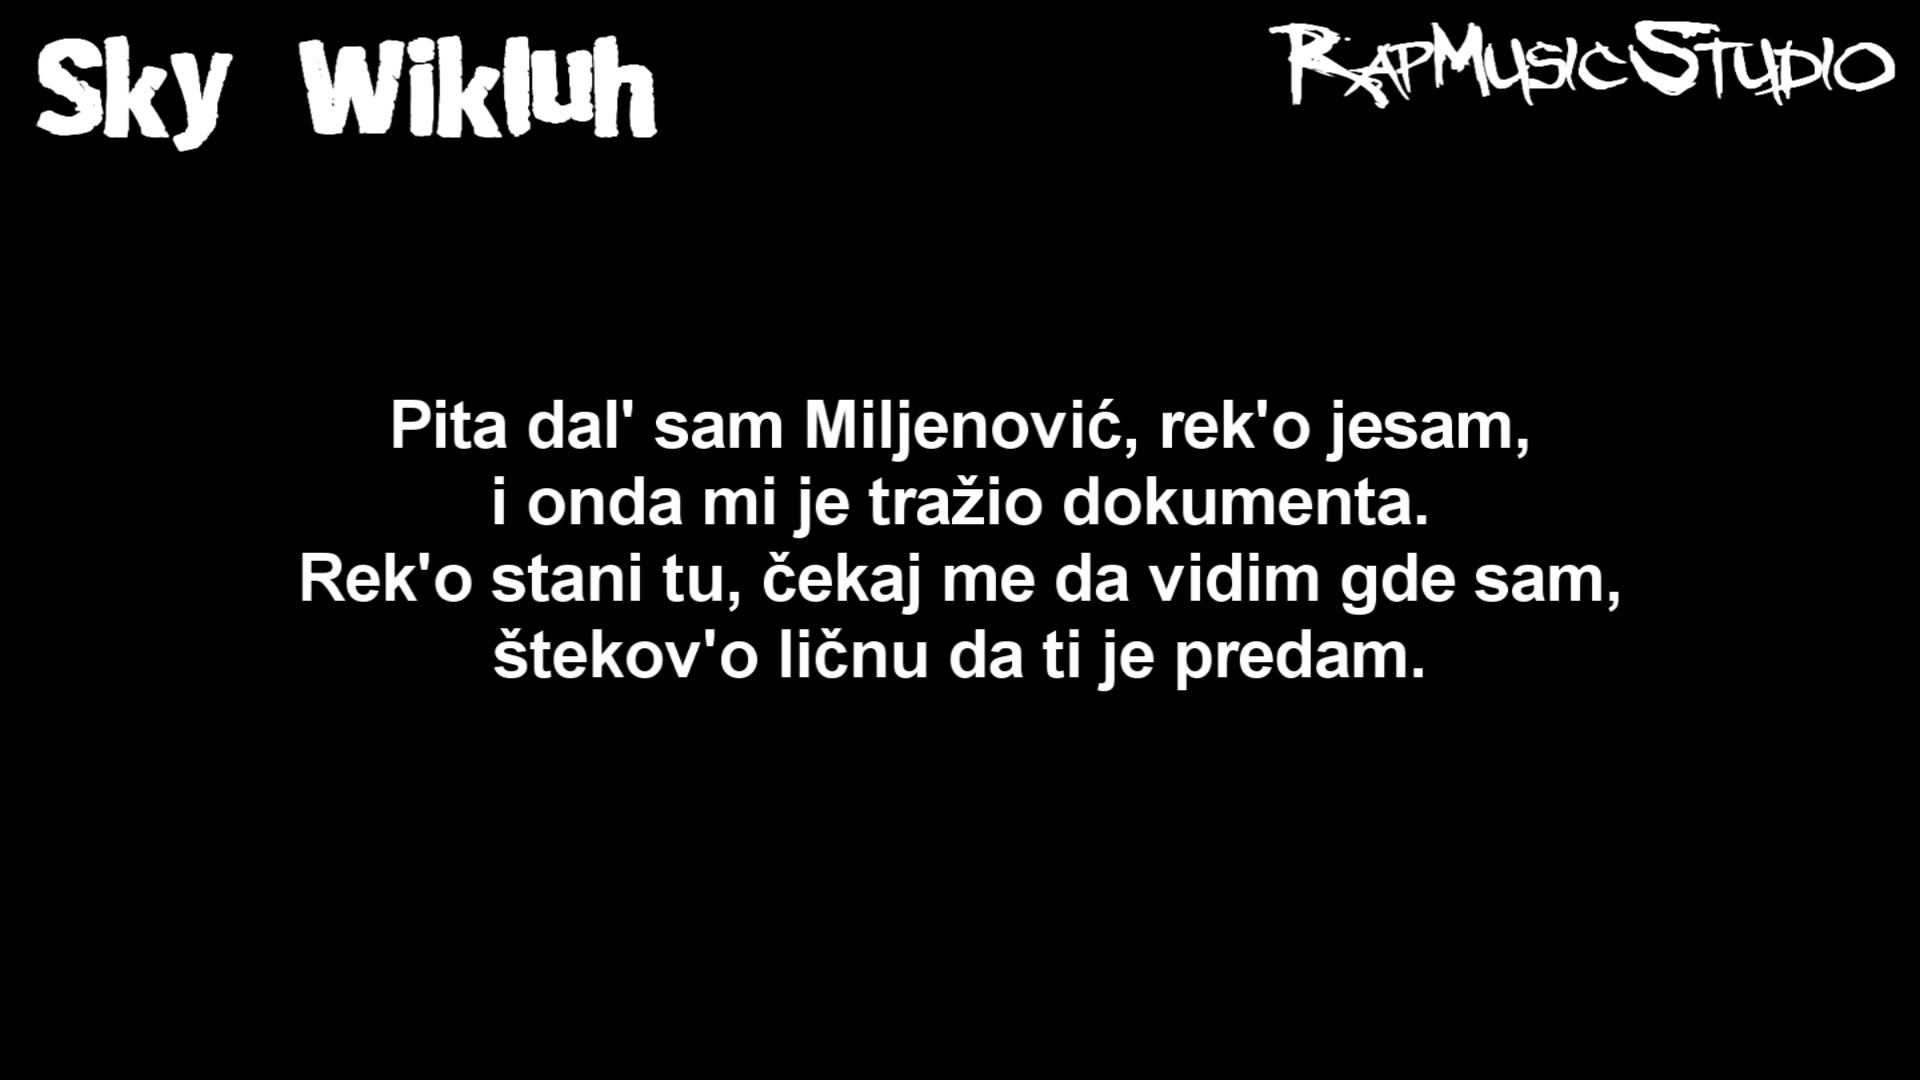 Sky Wikluh
RapMusicStudio
Pita dal' sam Miljenović, rek'o jesam,
i onda mi je tražio dokumenta.
Rek'o stani tu, čekaj me da vidim gde sam,
štekov'o ličnu da ti je predam.